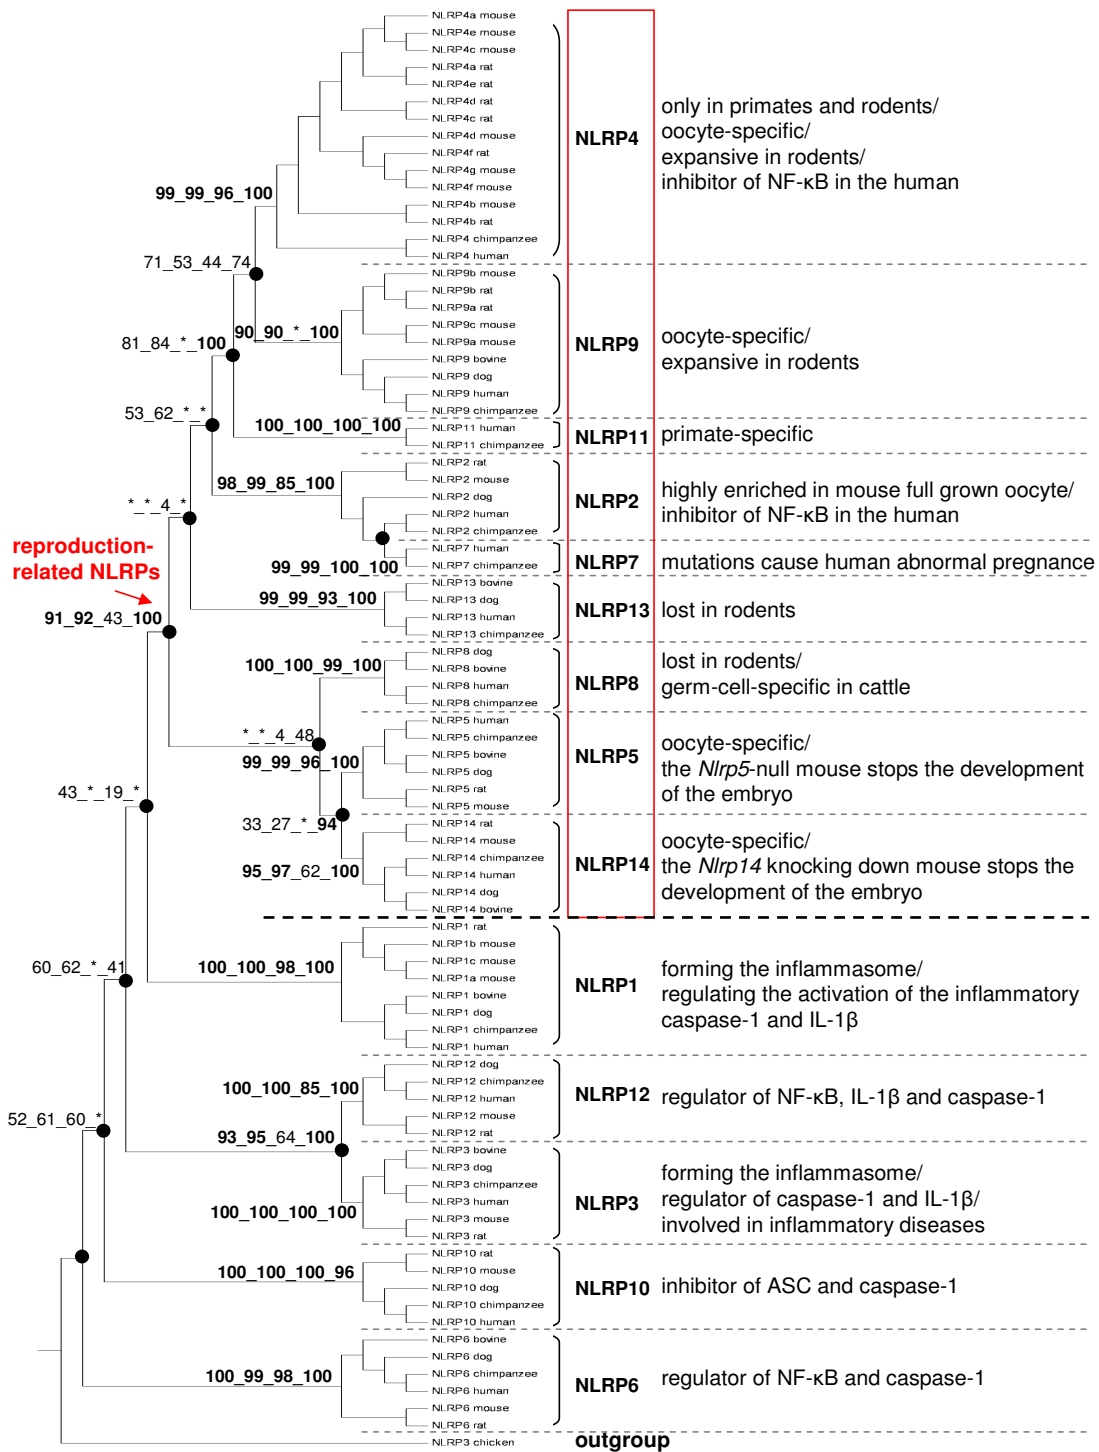 NLRP4a mouse
NLRP4e mouse
NLRP4c mouse
NLRP4a rat
NLRP4e rat
NLRP4d rat
NLRP4c rat
NLRP4d mouse
NLRP4f rat
NLRP4g mouse
NLRP4f mouse
NLRP4b mouse
NLRP4b rat
NLRP4 chimpanzee
NLRP4 human
99_99_96_100
NLRP4
only in primates and rodents/
oocyte-specific/
expansive in rodents/
inhibitor of NF-κB in the human
71_53_44_74
NLRP9b mouse
NLRP9b rat
NLRP9a rat
NLRP9c mouse
NLRP9a mouse
NLRP9 bovine
NLRP9 dog
NLRP9 human
NLRP9 chimpanzee
90_90_*_100
NLRP9
oocyte-specific/
expansive in rodents
81_84_*_100
NLRP11 human
NLRP11 chimpanzee
100_100_100_100
NLRP11
primate-specific
53_62_*_*
NLRP2 rat
NLRP2 mouse
NLRP2 dog
NLRP2 human
NLRP2 chimpanzee
98_99_85_100
NLRP2
highly enriched in mouse full grown oocyte/
inhibitor of NF-κB in the human
*_*_4_*
NLRP7 human
NLRP7 chimpanzee
99_99_100_100
NLRP7
mutations cause human abnormal pregnance
reproduction-
related NLRPs
NLRP13 bovine
NLRP13 dog
NLRP13 human
NLRP13 chimpanzee
99_99_93_100
NLRP13
lost in rodents
91_92_43_100
NLRP8 dog
NLRP8 bovine
NLRP8 human
NLRP8 chimpanzee
100_100_99_100
NLRP8
lost in rodents/
germ-cell-specific in cattle
*_*_4_48
NLRP5 human
NLRP5 chimpanzee
NLRP5 bovine
NLRP5 dog
NLRP5 rat
NLRP5 mouse
99_99_96_100
NLRP5
oocyte-specific/
the Nlrp5-null mouse stops the development
of the embryo
43_*_19_*
33_27_*_94
NLRP14 rat
NLRP14 mouse
NLRP14 chimpanzee
NLRP14 human
NLRP14 dog
NLRP14 bovine
95_97_62_100
NLRP14
oocyte-specific/
the Nlrp14 knocking down mouse stops the
development of the embryo
60_62_*_41
NLRP1 rat
NLRP1b mouse
NLRP1c mouse
NLRP1a mouse
NLRP1 bovine
NLRP1 dog
NLRP1 chimpanzee
NLRP1 human
100_100_98_100
NLRP1
forming the inflammasome/
regulating the activation of the inflammatory
caspase-1 and IL-1β
52_61_60_*
NLRP12 dog
NLRP12 chimpanzee
NLRP12 human
NLRP12 mouse
NLRP12 rat
100_100_85_100
NLRP12
regulator of NF-κB, IL-1β and caspase-1
93_95_64_100
NLRP3 bovine
NLRP3 dog
NLRP3 chimpanzee
NLRP3 human
NLRP3 mouse
NLRP3 rat
100_100_100_100
NLRP3
forming the inflammasome/
regulator of caspase-1 and IL-1β/
involved in inflammatory diseases
NLRP10 rat
NLRP10 mouse
NLRP10 dog
NLRP10 chimpanzee
NLRP10 human
100_100_100_96
NLRP10
inhibitor of ASC and caspase-1
NLRP6 bovine
NLRP6 dog
NLRP6 chimpanzee
NLRP6 human
NLRP6 mouse
NLRP6 rat
100_99_98_100
NLRP6
regulator of NF-κB and caspase-1
NLRP3 chicken
outgroup